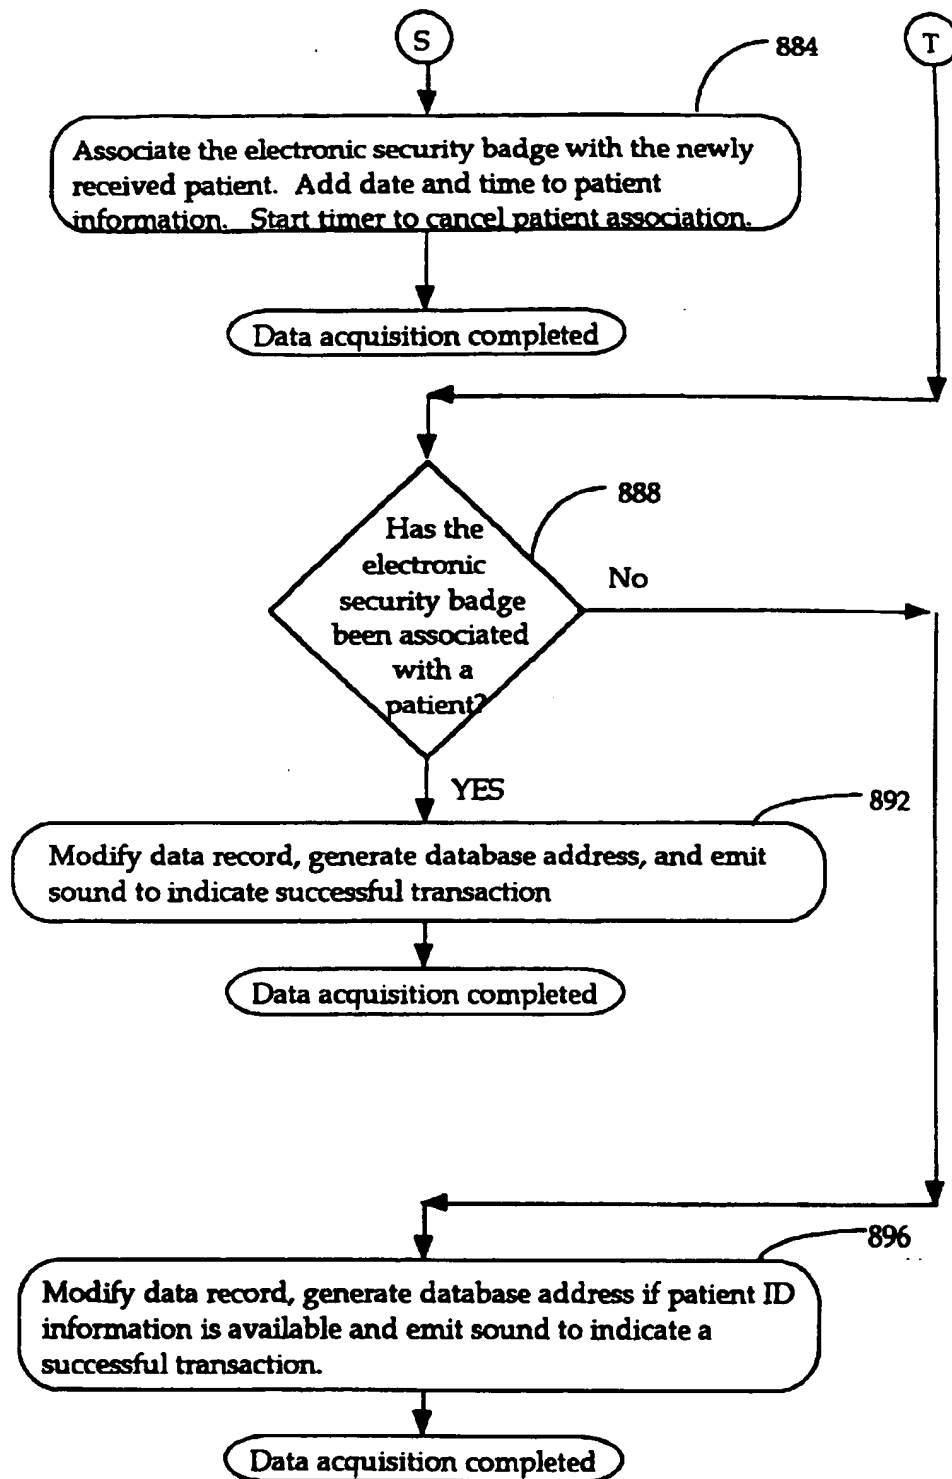 S
T
884
Associate the electronic security badge with the newly
received patient. Add date and time to patient
information. Start timer to cancel patient association.
Data acquisition completed
888
Has the
electronic
security badge
been associated
with a
patient?
No
YES
892
Modify data record, generate database address, and emit
sound to indicate successful transaction
Data acquisition completed
896
Modify data record, generate database address if patient ID
information is available and emit sound to indicate a
successful transaction.
Data acquisition completed